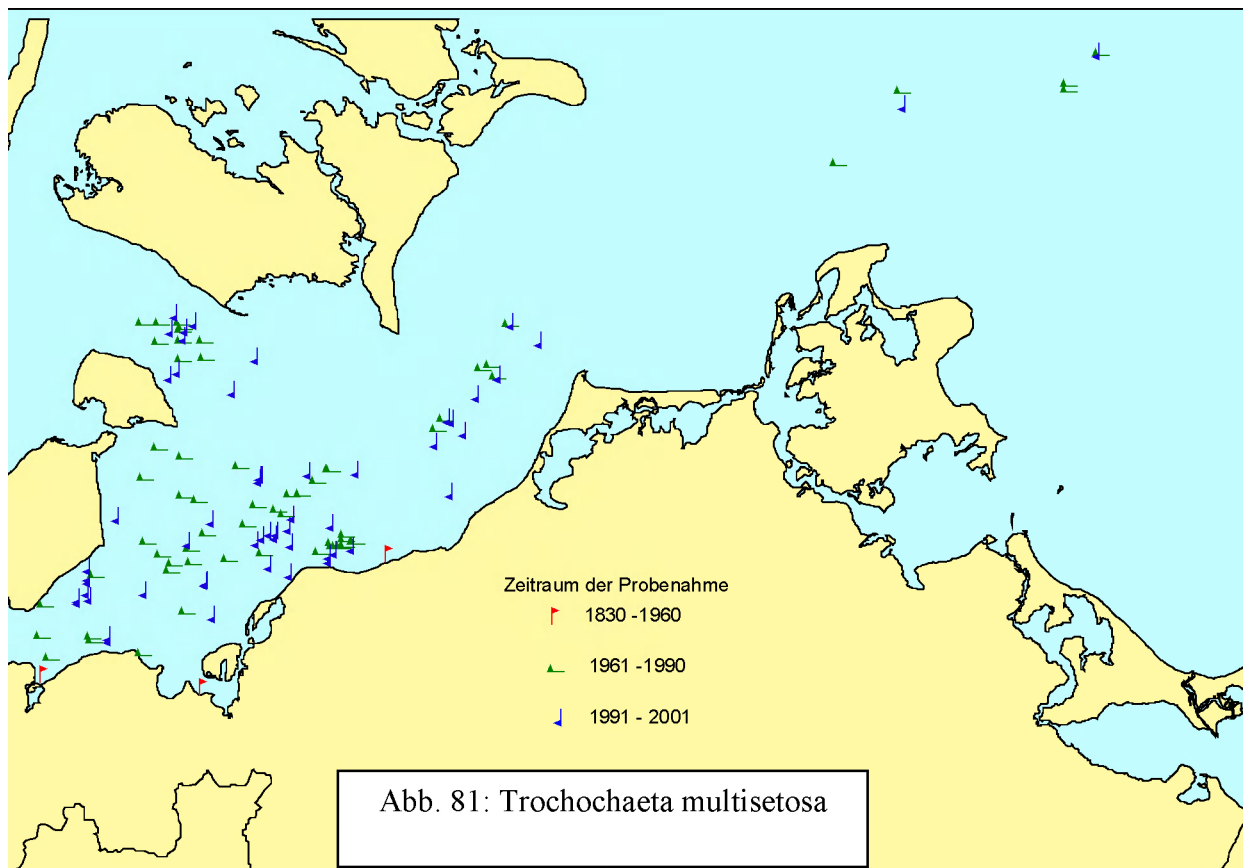 Zeitraum der Probenahme
1830 -1960
1961 -1990
1991 - 2001
Abb. 81: Trochochaeta multisetosa